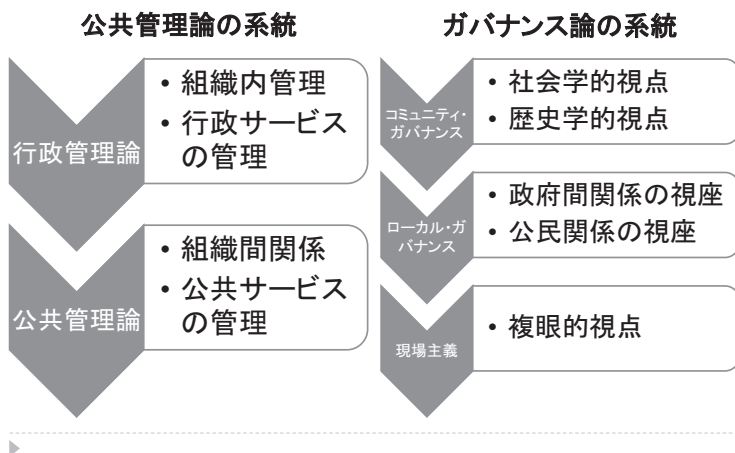 公共管理論の系統
行政管理論
• 組織内管理
• 行政サービス
の管理
公共管理論
• 組織間関係
• 公共サービス
の管理
ガバナンス論の系統
コミュニティ・
ガバナンス
• 社会学的視点
• 歴史学的視点
ローカル・ガ
バナンス
• 政府間関係の視座
• 公民関係の視座
現場主義
• 複眼的視点